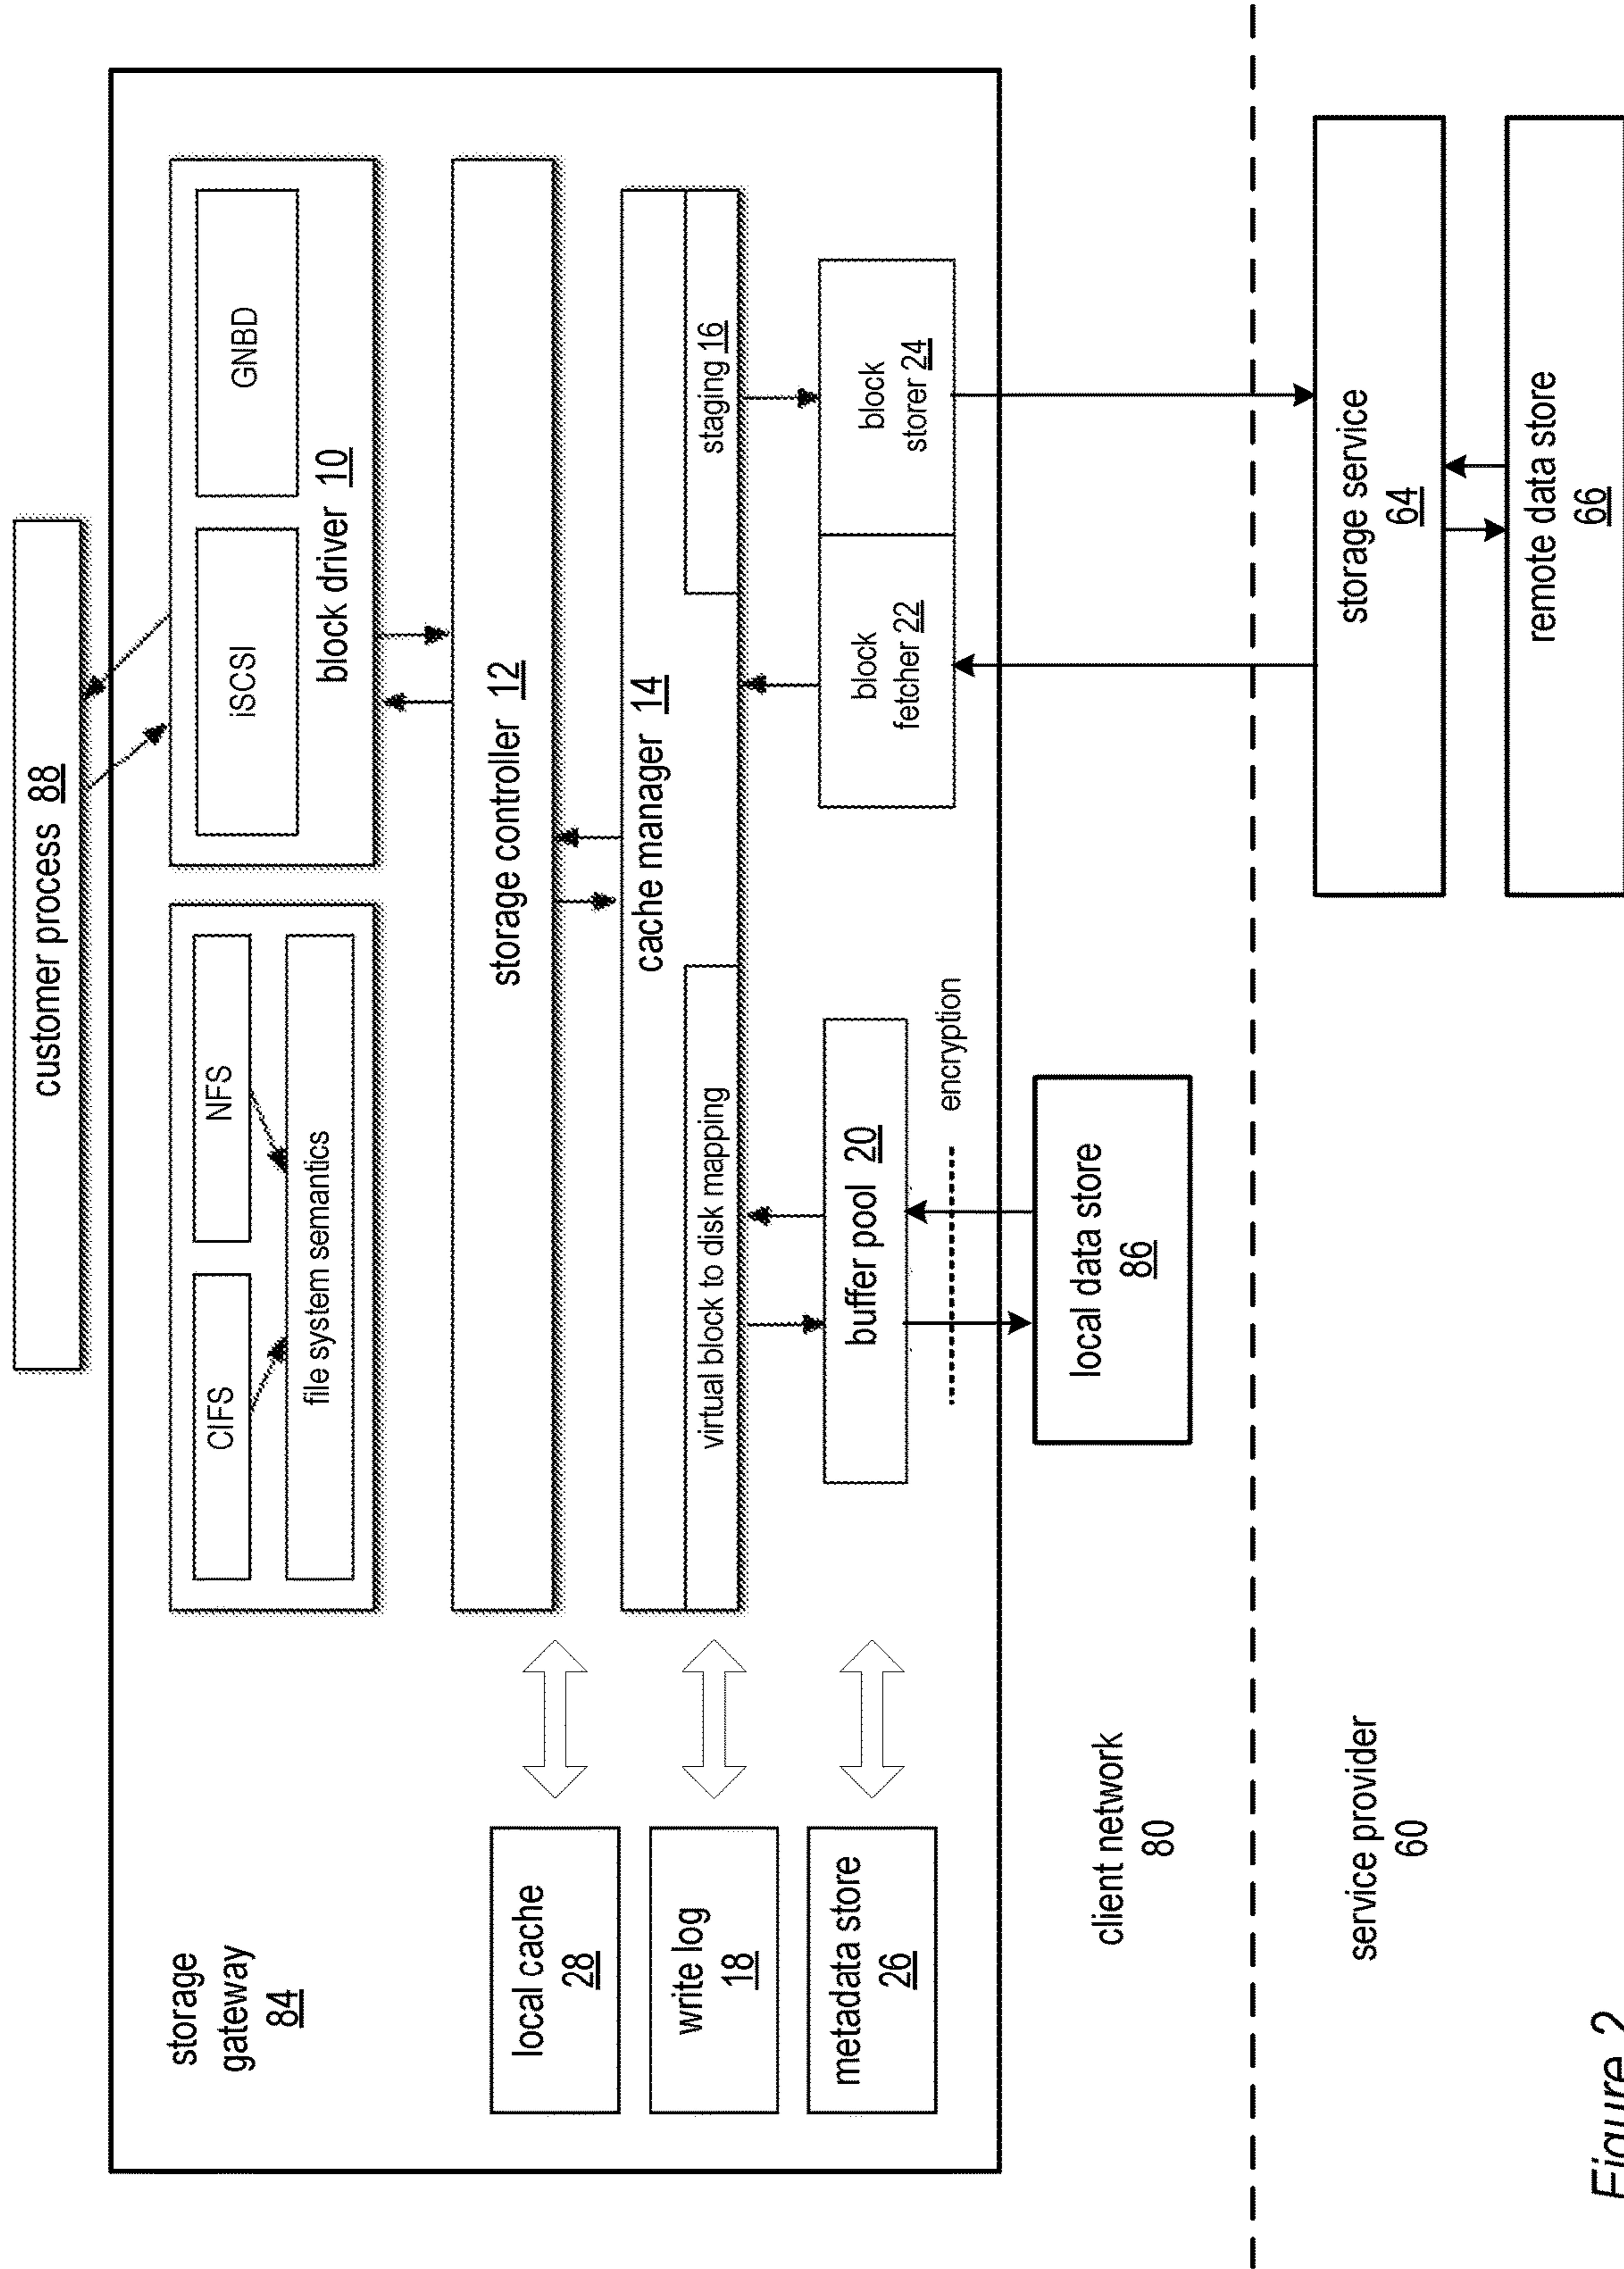 customer process 88
storage
gateway
84
CIFS
NFS
file system semantics
iSCSI
GNBD
block driver 10
storage controller 12
cache manager 14
virtual block to disk mapping
staging 16
local cache
28
write log
18
metadata store
26
buffer pool 20
encryption
block
fetcher 22
block
storer 24
local data store
86
client network
80
service provider
60
storage service
64
remote data store
66
Figure 2